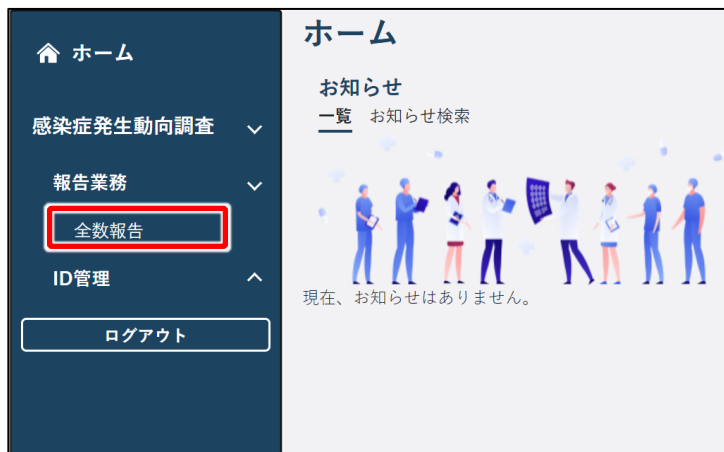 ホーム
感染症発生動向調査
報告業務
全数報告
ID管理
ログアウト
ホーム
お知らせ
一覧 お知らせ検索
現在、お知らせはありません。